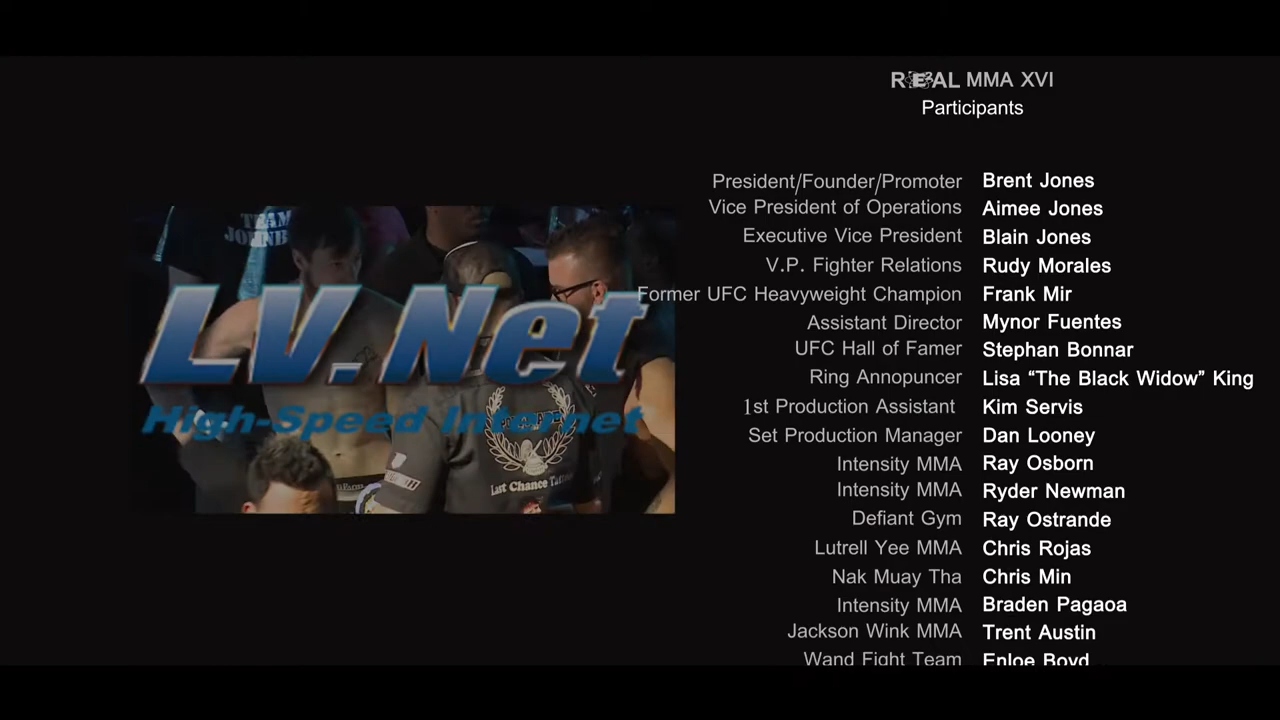 REAL MMA XVI
Participants
President/Founder/Promoter Brent Jones
Vice President of Operations Aimee Jones
Executive Vice President Blain Jones
V.P. Fighter Relations Rudy Morales
Former UFC Heavyweight Champion Frank Mir
Assistant Director Mynor Fuentes
UFC Hall of Famer Stephan Bonnar
Ring Annopuncer Lisa “The Black Widow” King
1st Production Assistant Kim Servis
Set Production Manager Dan Looney
Intensity MMA Ray Osborn
Intensity MMA Ryder Newman
Defiant Gym Ray Ostrande
Lutrell Yee MMA Chris Rojas
Nak Muay Tha Chris Min
Intensity MMA Braden Pagaoa
Jackson Wink MMA Trent Austin
Wand Fight Team Enloe Boyd
TEAM
LV.Net
High-Speed Internet
Last Chance